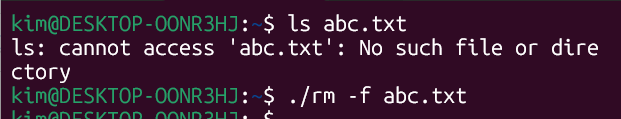 kim@DESKTOP-OONR3HJ:~$ ls abc.txt
ls: cannot access 'abc.txt': No such file or dire
ctory
kim@DESKTOP-OONR3HJ:~$ ./rm -f abc.txt
kim@DESKTOP-OONR3HJ:~$